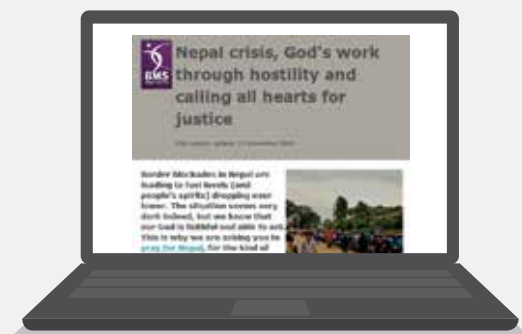 BMS
Nepal crisis, God's work
through hostility and
calling all hearts for
justice
Border blockades in Nepal are
leading to fuel levels (and
people's spirits) dropping ever
lower. The situation seems very
dark indeed, but we know that
our God is faithful and able to act.
This is why we are asking you to
pray for Nepal, for the kind of